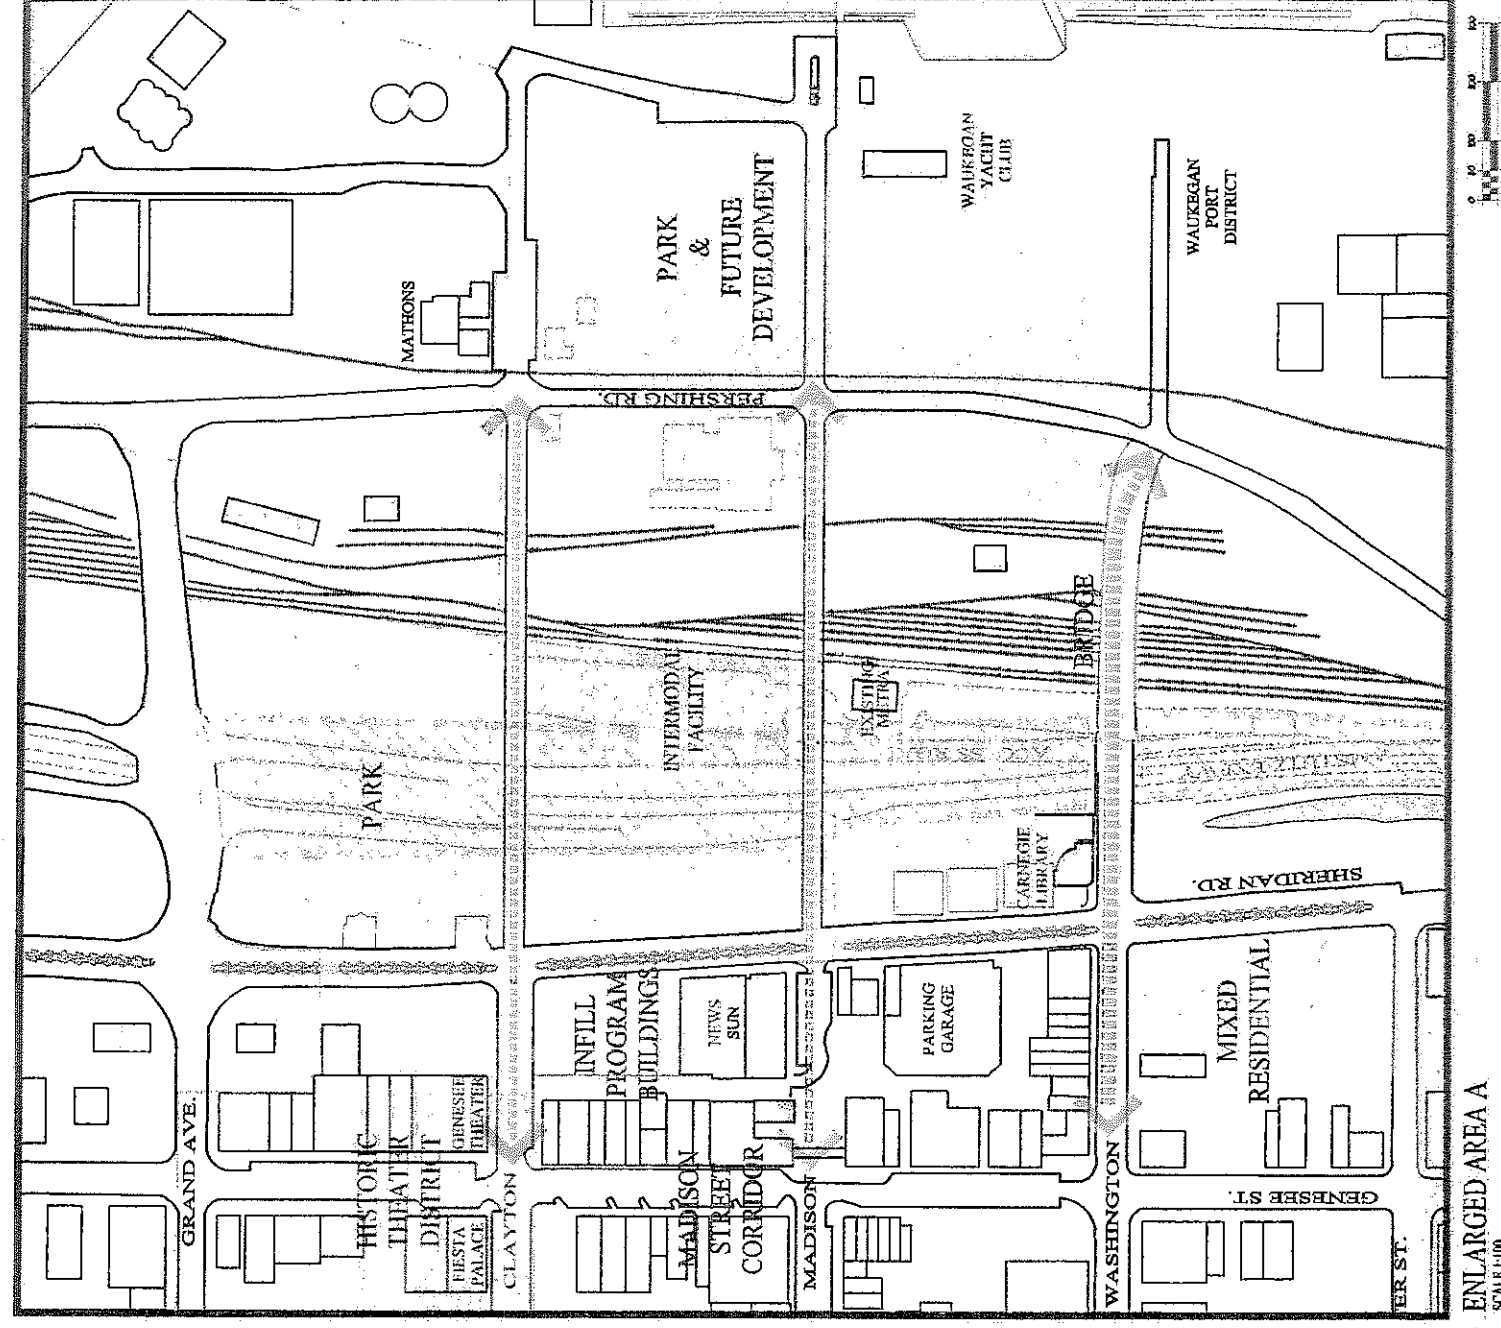 MATHONS
PARK
&
FUTURE
DEVELOPMENT
WAUKEGAN
YACHT
CLUB
WAUKEGAN
PORT
DISTRICT
PERSHING RD.
BRIDGE
INTERMODAL
FACILITY
EXISTING
METRA
PARK
AMSTUTZ EXPWY
CARNEGIE
LIBRARY
SHERIDAN RD.
INFILL
PROGRAM
BUILDINGS
NEWS
SUN
PARKING
GARAGE
MIXED
RESIDENTIAL
GENESEE
THEATER
HISTORIC
THEATER
DISTRICT
FIESTA
PALACE
MADISON
STREET
CORRIDOR
GRAND AVE.
CLAYTON
MADISON
WASHINGTON
GENESEE ST.
ER ST.
ENLARGED AREA A